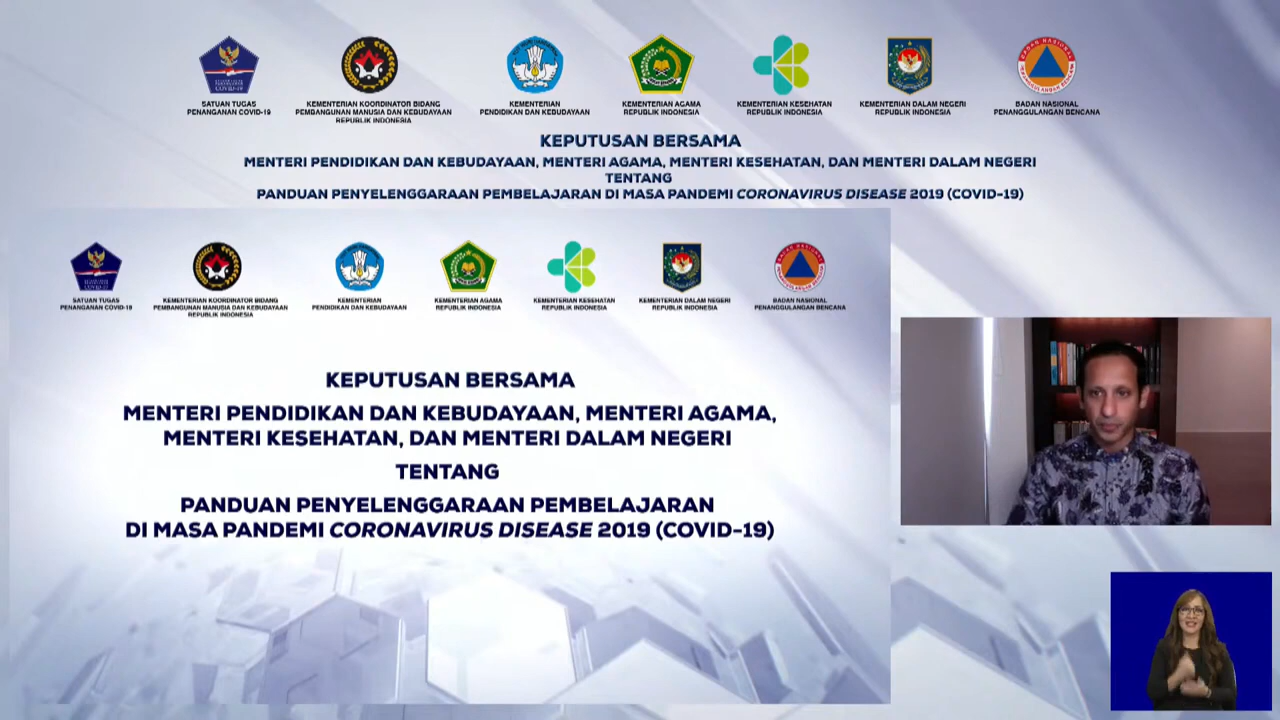 SATUAN TUGAS
PENANGANAN COVID-19
KEMENTERIAN KOORDINATOR BIDANG
PEMBANGUNAN MANUSIA DAN KEBUDAYAAN
REPUBLIK INDONESIA
KEMENTERIAN
PENDIDIKAN DAN KEBUDAYAAN
KEMENTERIAN AGAMA
REPUBLIK INDONESIA
KEMENTERIAN KESEHATAN
REPUBLIK INDONESIA
KEMENTERIAN DALAM NEGERI
REPUBLIK INDONESIA
BADAN NASIONAL
PENANGGULANGAN BENCANA
KEPUTUSAN BERSAMA
MENTERI PENDIDIKAN DAN KEBUDAYAAN, MENTERI AGAMA, MENTERI KESEHATAN, DAN MENTERI DALAM NEGERI
TENTANG
PANDUAN PENYELENGGARAAN PEMBELAJARAN DI MASA PANDEMI CORONAVIRUS DISEASE 2019 (COVID-19)
SATUAN TUGAS
PENANGANAN COVID-19
KEMENTERIAN KOORDINATOR BIDANG
PEMBANGUNAN MANUSIA DAN KEBUDAYAAN
REPUBLIK INDONESIA
KEMENTERIAN
PENDIDIKAN DAN KEBUDAYAAN
KEMENTERIAN AGAMA
REPUBLIK INDONESIA
KEMENTERIAN KESEHATAN
REPUBLIK INDONESIA
KEMENTERIAN DALAM NEGERI
REPUBLIK INDONESIA
BADAN NASIONAL
PENANGGULANGAN BENCANA
KEPUTUSAN BERSAMA
MENTERI PENDIDIKAN DAN KEBUDAYAAN, MENTERI AGAMA,
MENTERI KESEHATAN, DAN MENTERI DALAM NEGERI
TENTANG
PANDUAN PENYELENGGARAAN PEMBELAJARAN
DI MASA PANDEMI CORONAVIRUS DISEASE 2019 (COVID-19)